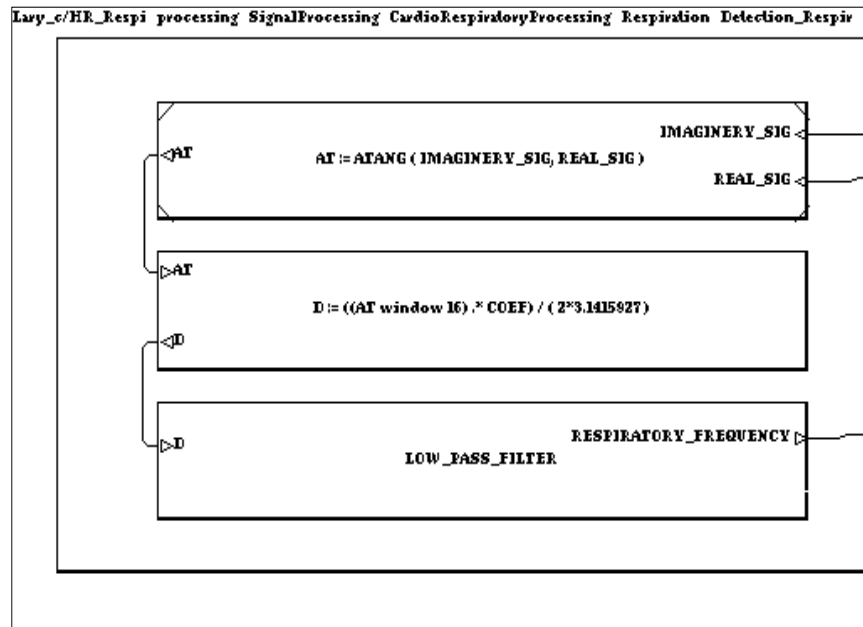 Lary_c/HR_Respi processing SignalProcessing CardioRespiratoryProcessing Respiration Detection_Respir
IMAGINERY_SIG
AT
AT := ATANG ( IMAGINERY_SIG, REAL_SIG )
REAL_SIG
AT
D := ((AT window 16) .* COEF) / ( 2*3.1415927)
D
D
RESPIRATORY_FREQUENCY
LOW_PASS_FILTER